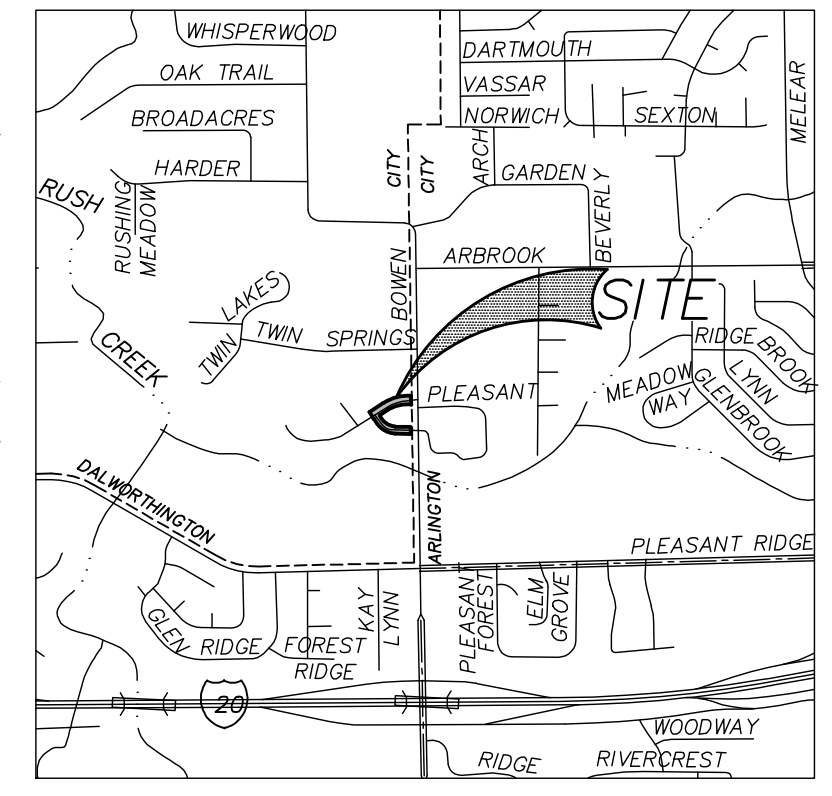 WHISPERWOOD
DARTMOUTH
OAK TRAIL
VASSAR
MELEAR
BROADACRES
NORWICH
SEXTON
CITY
CITY
ARCH
HARDER
GARDEN
RUSH
RUSHING
MEADOW
BEVERLY
BOWEN
ARBROOK
SITE
LAKES
TWIN
TWIN SPRINGS
RIDGE BROOK
CREEK
LYNN
MEADOW
WAY
GLENBROOK
PLEASANT
DALWORTHINGTON
ARLINGTON
PLEASANT RIDGE
PLEASANT
FOREST
ELM
GROVE
KAY
LYNN
GLEN RIDGE
FOREST
RIDGE
20
WOODWAY
RIDGE
RIVERCREST